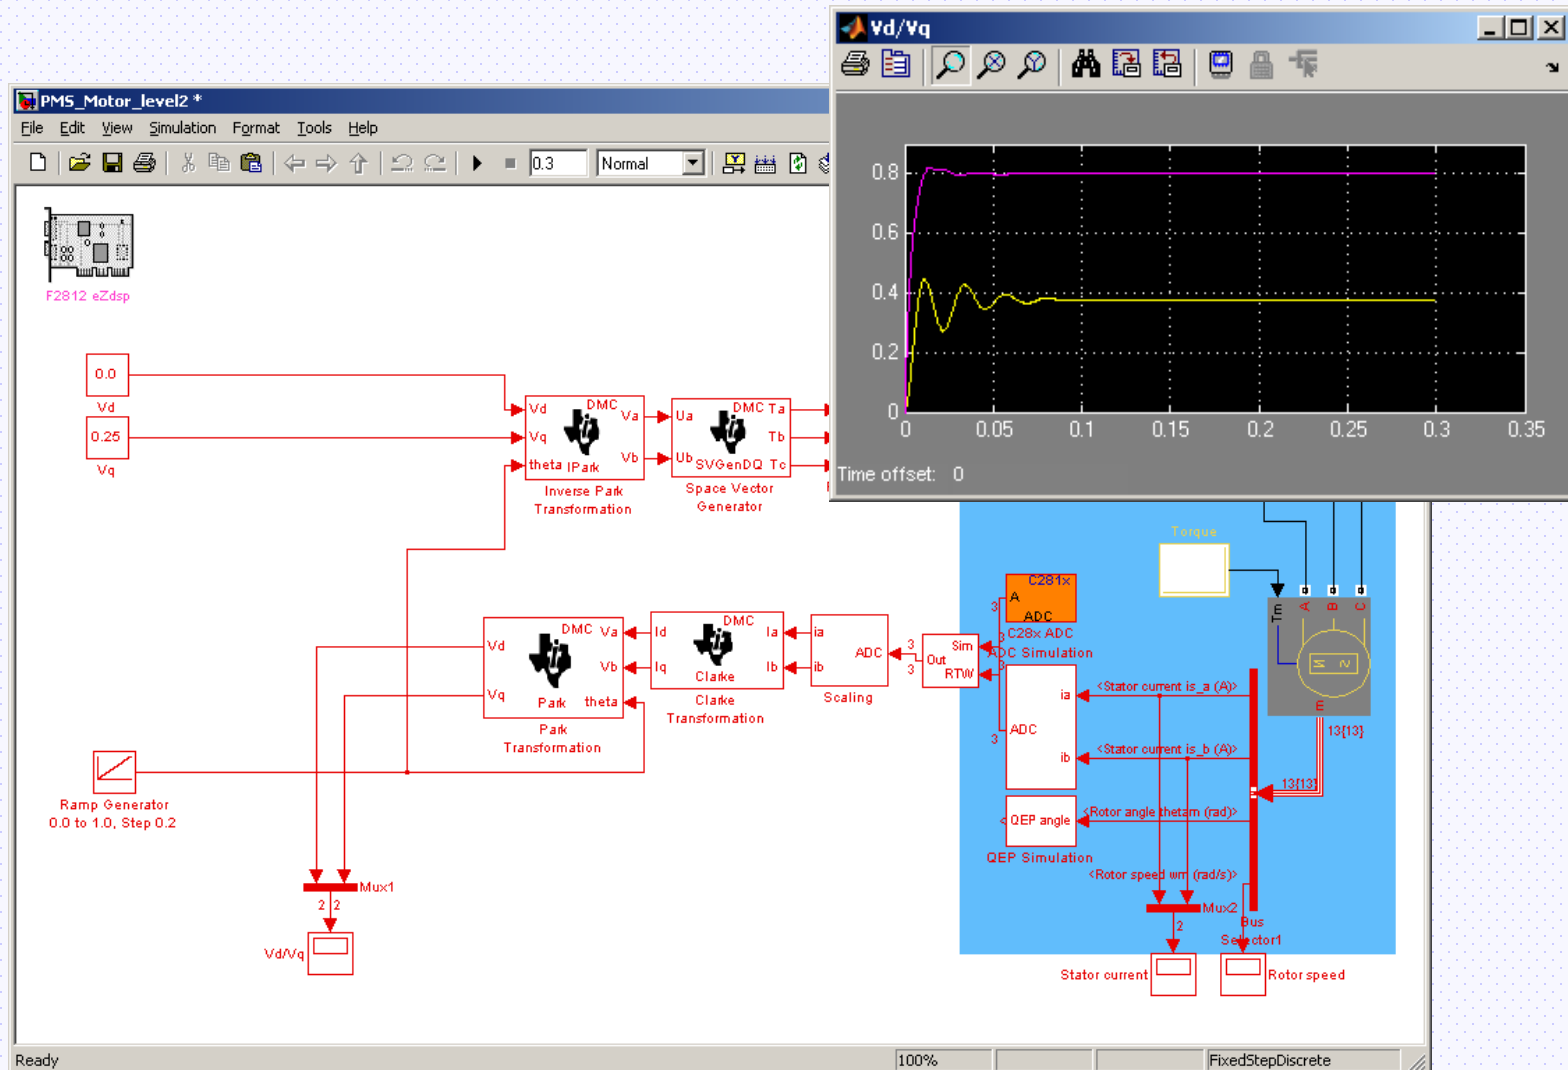 Vd/Vq
0.8
0.6
0.4
0.2
0
0 0.05 0.1 0.15 0.2 0.25 0.3 0.35
Time offset: 0
PMS_Motor_level2 *
File Edit View Simulation Format Tools Help
0.3 Normal
F2812 eZdsp
0.0
Vd
0.25
Vq
Vd DMC Va
Vq
theta IPark Vb
Inverse Park
Transformation
Ua DMC Ta
Tb
Ub SVGenDQ Tc
Space Vector
Generator
Torque
Tm A B C
m
13{13}
13{13}
C281x
A
ADC
C28x ADC
ADC Simulation
3
3
3
3
Sim
Out
RTW
3
3
ia
ADC
ib
Scaling
DMC
Id Ia
Iq Ib
Clarke
Clarke
Transformation
DMC Va
Vd
Vb
Vq
Park theta
Park
Transformation
ia
ADC
ib
<Stator current is_a (A)>
<Stator current is_b (A)>
QEP angle
<Rotor angle thetam (rad)>
QEP Simulation
<Rotor speed wm (rad/s)>
Ramp Generator
0.0 to 1.0, Step 0.2
Mux1
2 2
Vd/Vq
Mux2
2
Bus
Selector1
Stator current
Rotor speed
Ready 100% FixedStepDiscrete